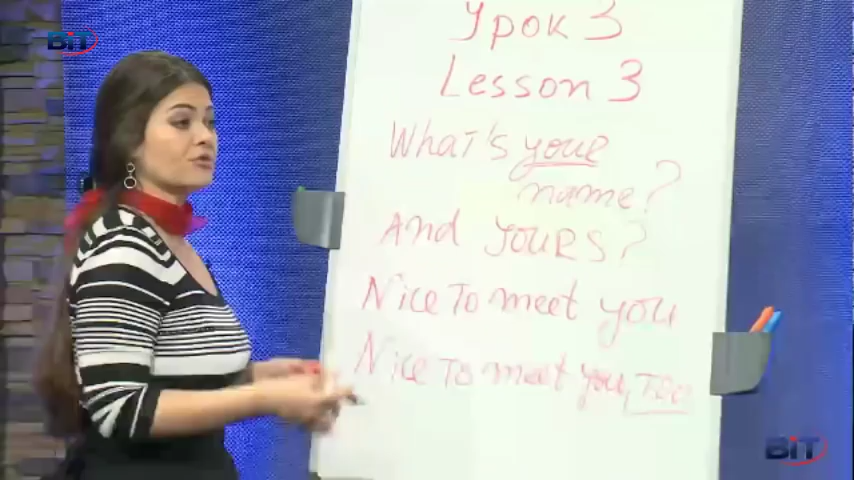 BiT
Урок 3
Lesson 3
What's your
name?
And YOURS?
Nice To meet you
Nice To meet you, Too
BiT